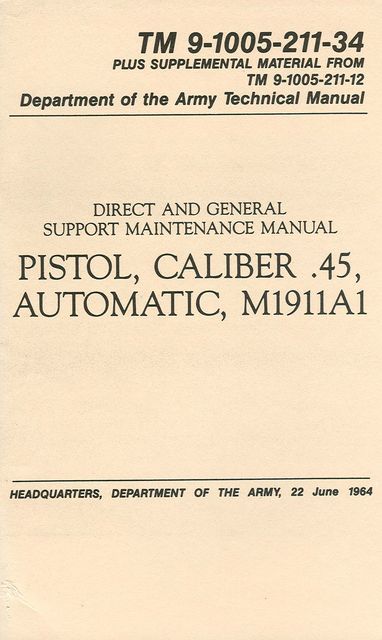 TM 9-1005-211-34
PLUS SUPPLEMENTAL MATERIAL FROM
TM 9-1005-211-12
Department of the Army Technical Manual
DIRECT AND GENERAL
SUPPORT MAINTENANCE MANUAL
PISTOL, CALIBER .45,
AUTOMATIC, M1911A1
HEADQUARTERS, DEPARTMENT OF THE ARMY, 22 June 1964